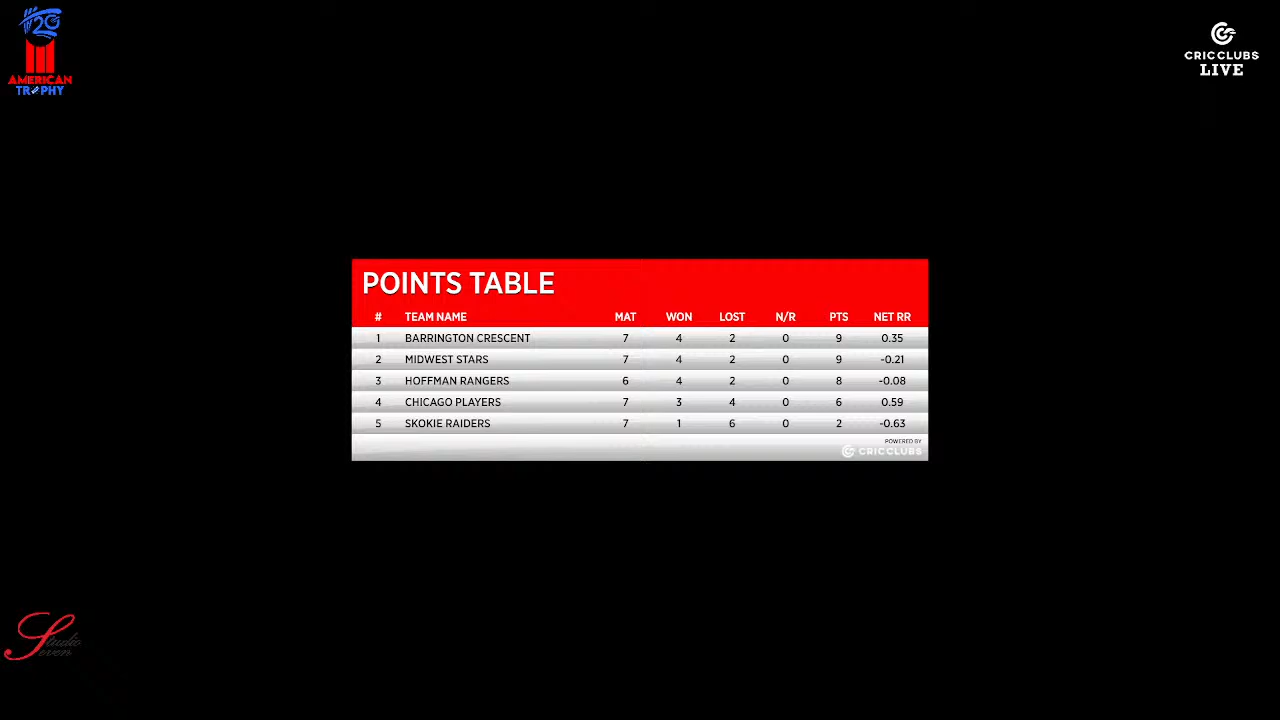 T20
AMERICAN
TROPHY
CRICCLUBS
LIVE
POINTS TABLE
# TEAM NAME MAT WON LOST N/R PTS NET RR
1 BARRINGTON CRESCENT 7 4 2 0 9 0.35
2 MIDWEST STARS 7 4 2 0 9 -0.21
3 HOFFMAN RANGERS 6 4 2 0 8 -0.08
4 CHICAGO PLAYERS 7 3 4 0 6 0.59
5 SKOKIE RAIDERS 7 1 6 0 2 -0.63
POWERED BY
CRICCLUBS
Studio
Seven